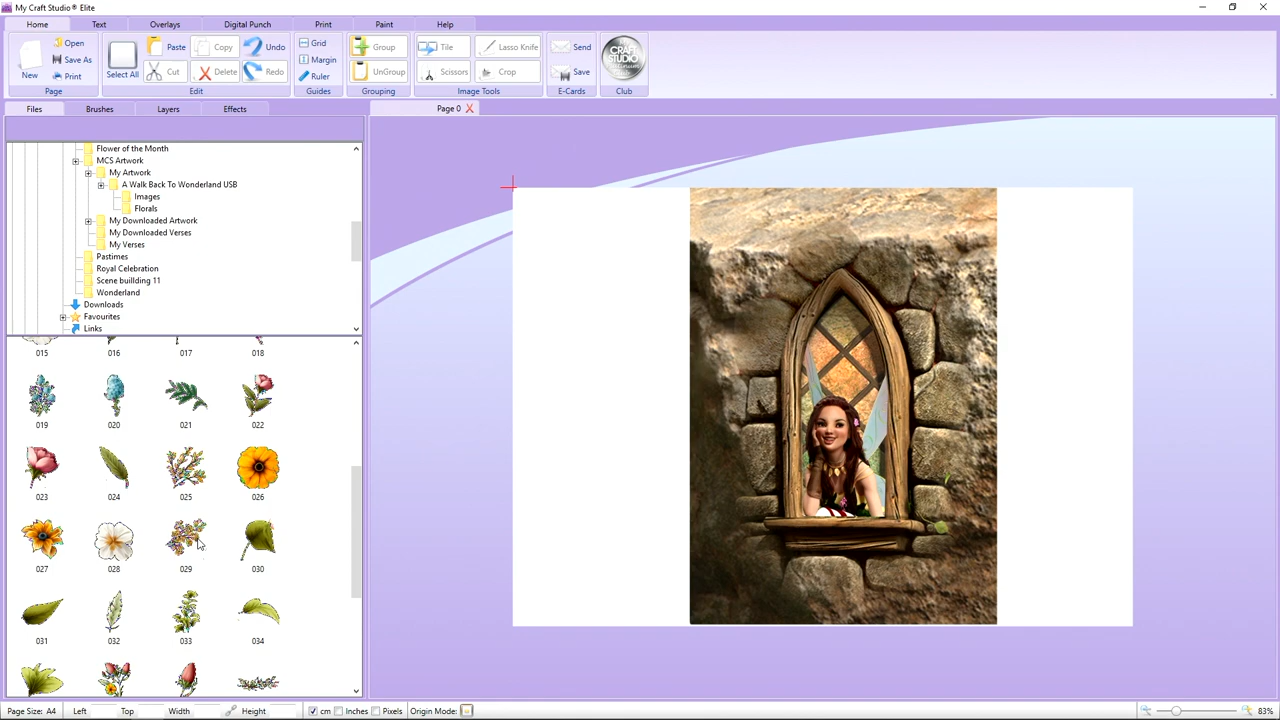 My Craft Studio® Elite
Home Text Overlays Digital Punch Print Paint Help
New Open Save As Print Page
Select All Paste Copy Undo Cut Delete Redo Edit
Grid Margin Ruler Guides
Group UnGroup Grouping
Tile Lasso Knife Scissors Crop Image Tools
Send Save E-Cards
CRAFT STUDIO Club
Files Brushes Layers Effects
Page 0
Flower of the Month
MCS Artwork
My Artwork
A Walk Back To Wonderland USB
Images
Florals
My Downloaded Artwork
My Downloaded Verses
My Verses
Pastimes
Royal Celebration
Scene buillding 11
Wonderland
Downloads
Favourites
Links
015 016 017 018
019 020 021 022
023 024 025 026
027 028 029 030
031 032 033 034
Page Size: A4 Left Top Width Height cm Inches Pixels Origin Mode: 83%